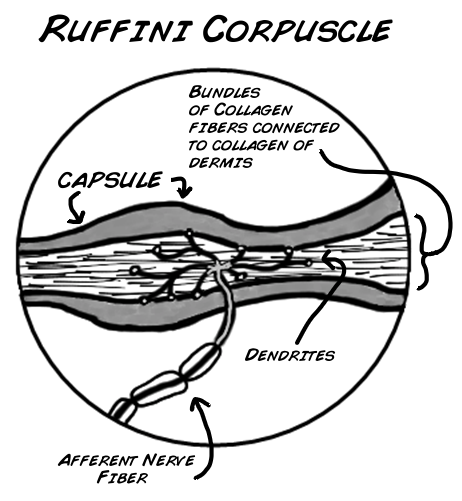 RUFFINI CORPUSCLE
BUNDLES
OF COLLAGEN
FIBERS CONNECTED
TO COLLAGEN OF
DERMIS
CAPSULE
DENDRITES
AFFERENT NERVE
FIBER